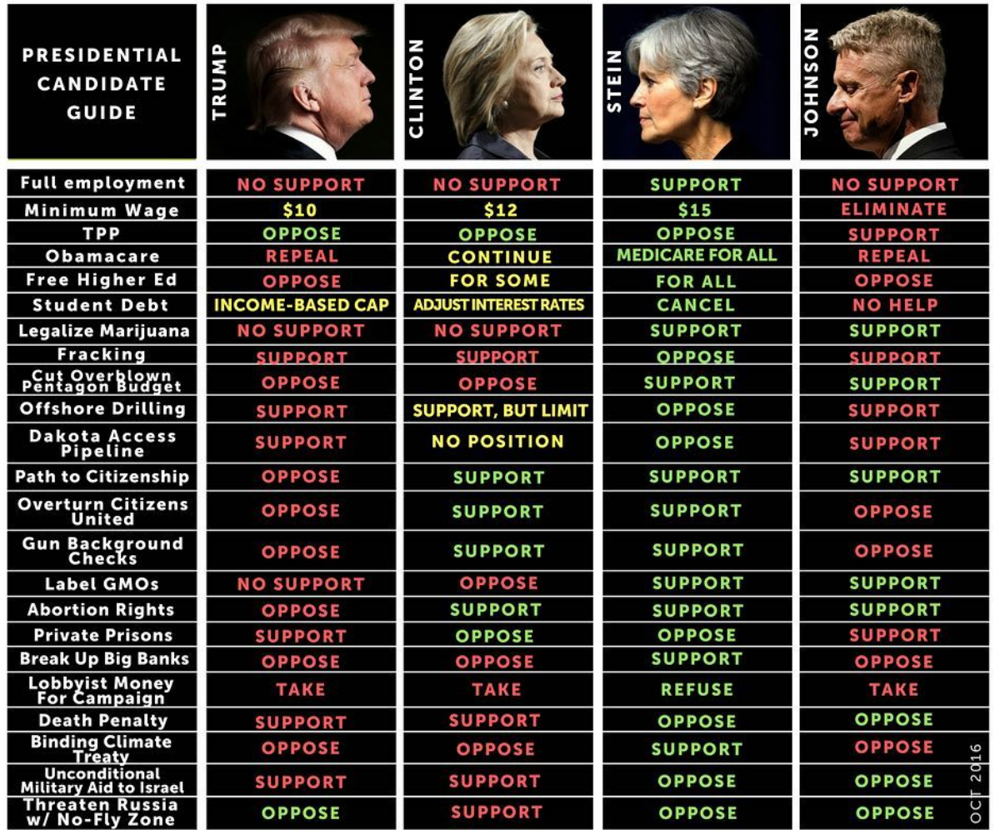 PRESIDENTIAL
CANDIDATE
GUIDE
TRUMP
CLINTON
STEIN
JOHNSON
Full employment NO SUPPORT NO SUPPORT SUPPORT NO SUPPORT
Minimum Wage $10 $12 $15 ELIMINATE
TPP OPPOSE OPPOSE OPPOSE SUPPORT
Obamacare REPEAL CONTINUE MEDICARE FOR ALL REPEAL
Free Higher Ed OPPOSE FOR SOME FOR ALL OPPOSE
Student Debt INCOME-BASED CAP ADJUST INTEREST RATES CANCEL NO HELP
Legalize Marijuana NO SUPPORT NO SUPPORT SUPPORT SUPPORT
Fracking SUPPORT SUPPORT OPPOSE SUPPORT
Cut Overblown
Pentagon Budget OPPOSE OPPOSE SUPPORT SUPPORT
Offshore Drilling SUPPORT SUPPORT, BUT LIMIT OPPOSE SUPPORT
Dakota Access
Pipeline SUPPORT NO POSITION OPPOSE SUPPORT
Path to Citizenship OPPOSE SUPPORT SUPPORT SUPPORT
Overturn Citizens
United OPPOSE SUPPORT SUPPORT OPPOSE
Gun Background
Checks OPPOSE SUPPORT SUPPORT OPPOSE
Label GMOs NO SUPPORT OPPOSE SUPPORT SUPPORT
Abortion Rights OPPOSE SUPPORT SUPPORT SUPPORT
Private Prisons SUPPORT OPPOSE OPPOSE SUPPORT
Break Up Big Banks OPPOSE OPPOSE SUPPORT OPPOSE
Lobbyist Money
For Campaign TAKE TAKE REFUSE TAKE
Death Penalty SUPPORT SUPPORT OPPOSE OPPOSE
Binding Climate
Treaty OPPOSE OPPOSE SUPPORT OPPOSE
Unconditional
Military Aid to Israel SUPPORT SUPPORT OPPOSE OPPOSE
Threaten Russia
w/ No-Fly Zone OPPOSE SUPPORT OPPOSE OPPOSE
OCT 2016